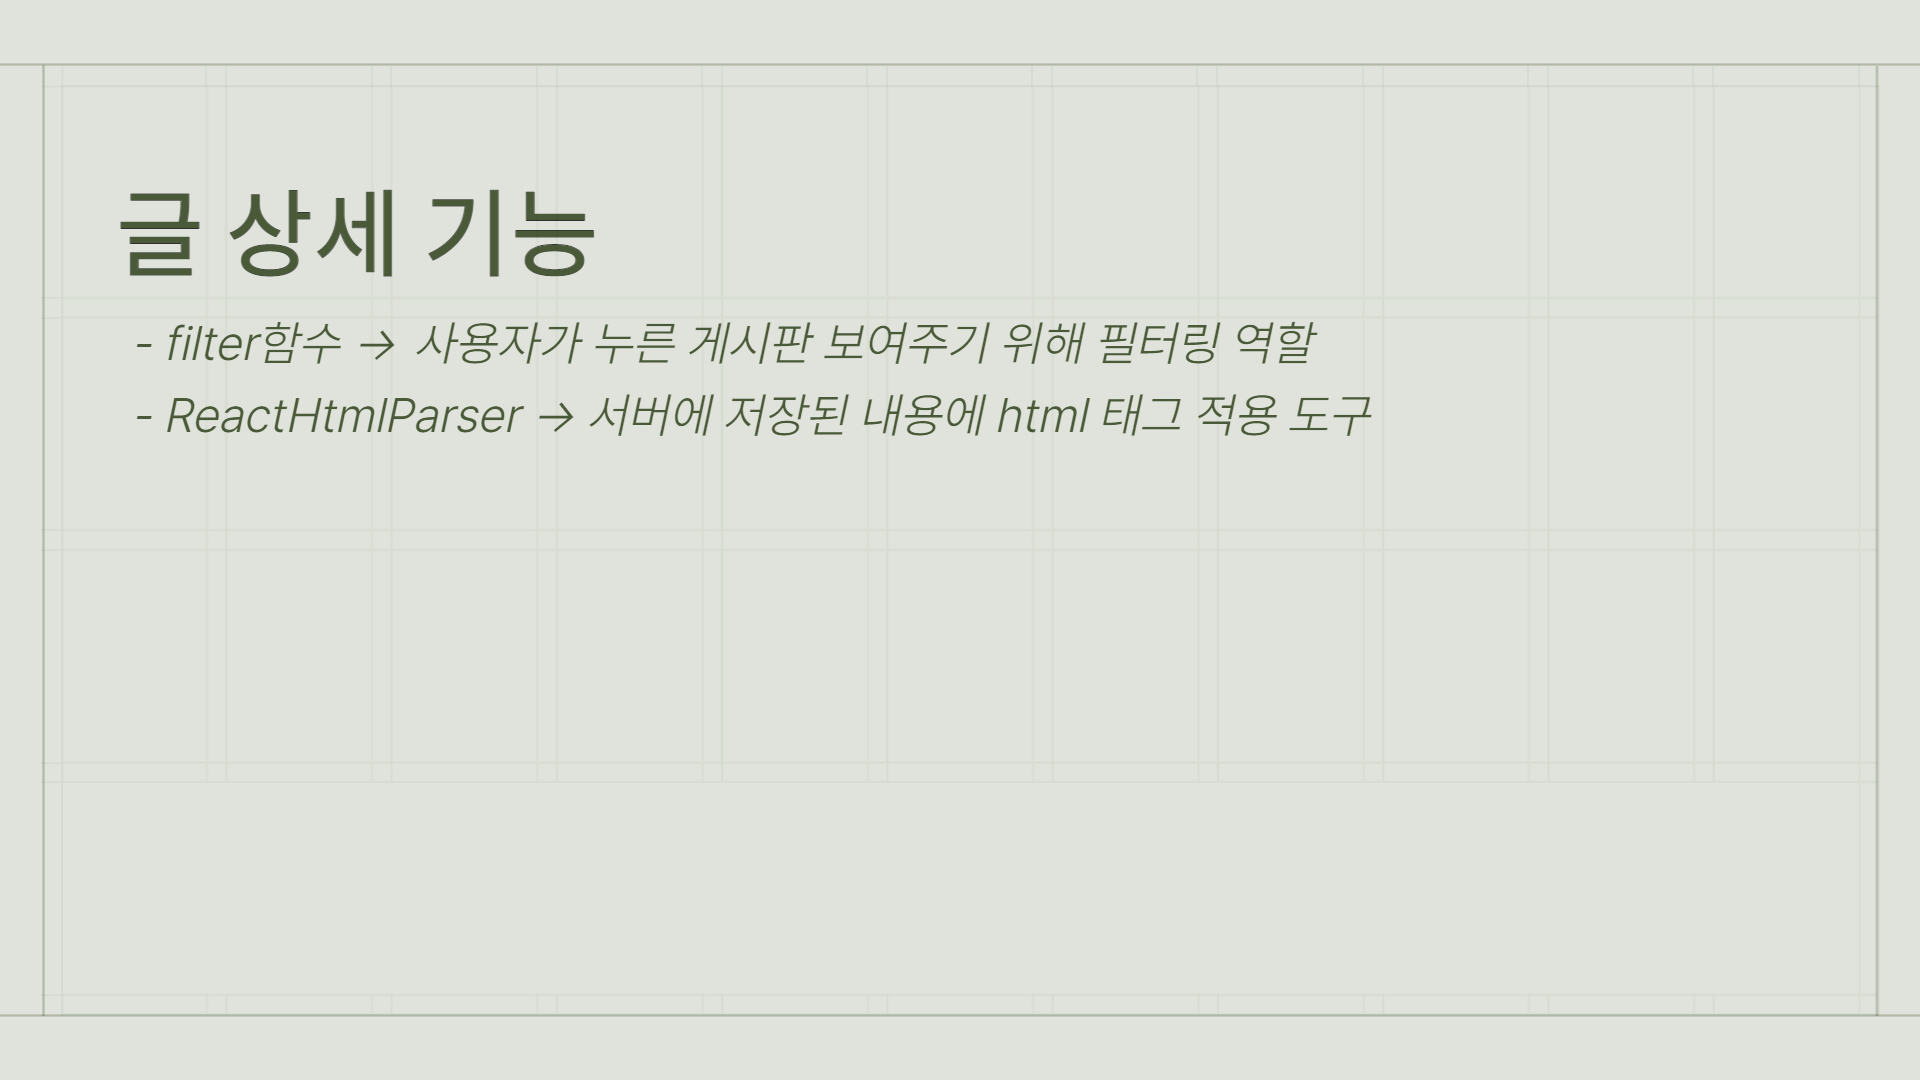 글 상세 기능
- filter함수 → 사용자가 누른 게시판 보여주기 위해 필터링 역할
- ReactHtmlParser → 서버에 저장된 내용에 html 태그 적용 도구